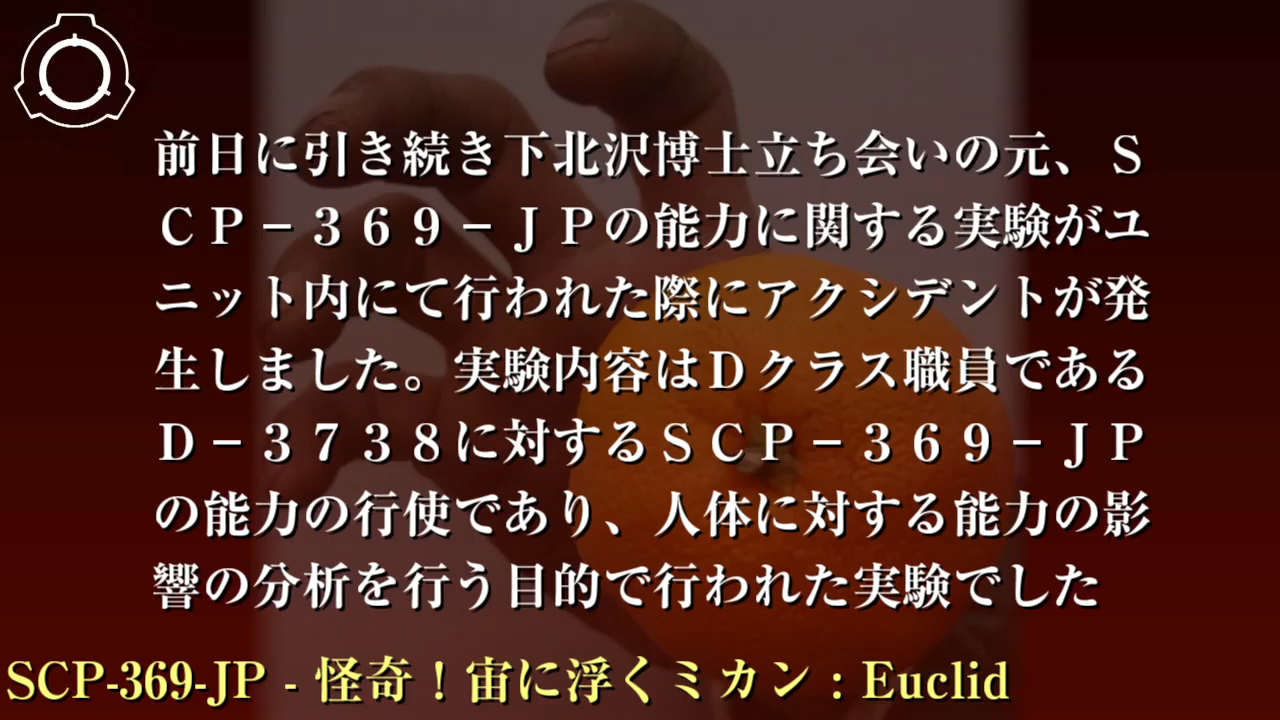 前日に引き続き下北沢博士立ち会いの元、Ｓ
ＣＰ－３６９－ＪＰの能力に関する実験がユ
ニット内にて行われた際にアクシデントが発
生しました。実験内容はＤクラス職員である
Ｄ－３７３８に対するＳＣＰ－３６９－ＪＰ
の能力の行使であり、人体に対する能力の影
響の分析を行う目的で行われた実験でした
SCP-369-JP - 怪奇！宙に浮くミカン：Euclid